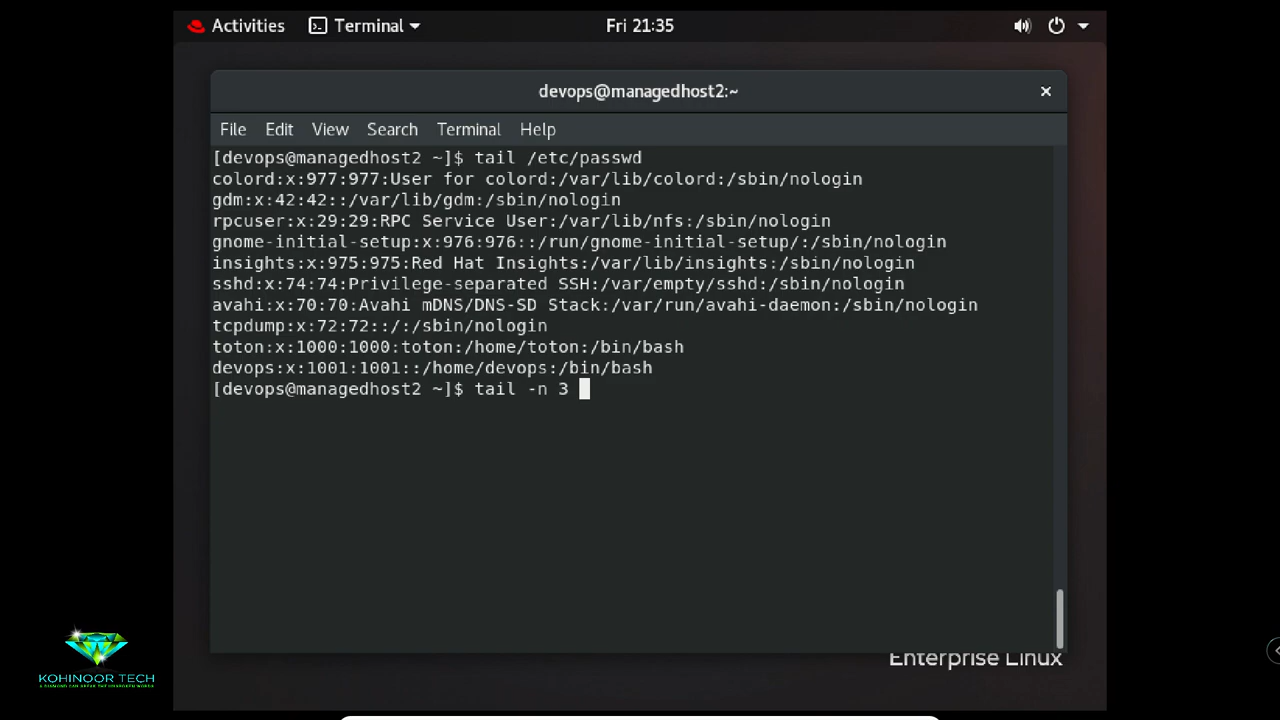 Activities Terminal Fri 21:35
devops@managedhost2:~
File Edit View Search Terminal Help
[devops@managedhost2 ~]$ tail /etc/passwd
colord:x:977:977:User for colord:/var/lib/colord:/sbin/nologin
gdm:x:42:42::/var/lib/gdm:/sbin/nologin
rpcuser:x:29:29:RPC Service User:/var/lib/nfs:/sbin/nologin
gnome-initial-setup:x:976:976::/run/gnome-initial-setup/:/sbin/nologin
insights:x:975:975:Red Hat Insights:/var/lib/insights:/sbin/nologin
sshd:x:74:74:Privilege-separated SSH:/var/empty/sshd:/sbin/nologin
avahi:x:70:70:Avahi mDNS/DNS-SD Stack:/var/run/avahi-daemon:/sbin/nologin
tcpdump:x:72:72::/:/sbin/nologin
toton:x:1000:1000:toton:/home/toton:/bin/bash
devops:x:1001:1001::/home/devops:/bin/bash
[devops@managedhost2 ~]$ tail -n 3
Enterprise Linux
KOHINOOR TECH